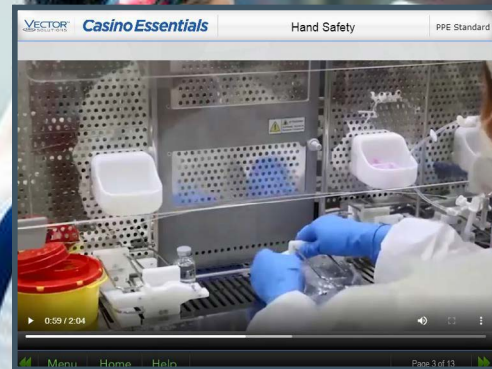 VECTOR SOLUTIONS Casino Essentials Hand Safety PPE Standard
0:59 / 2:04
Menu Home Help Page 3 of 13